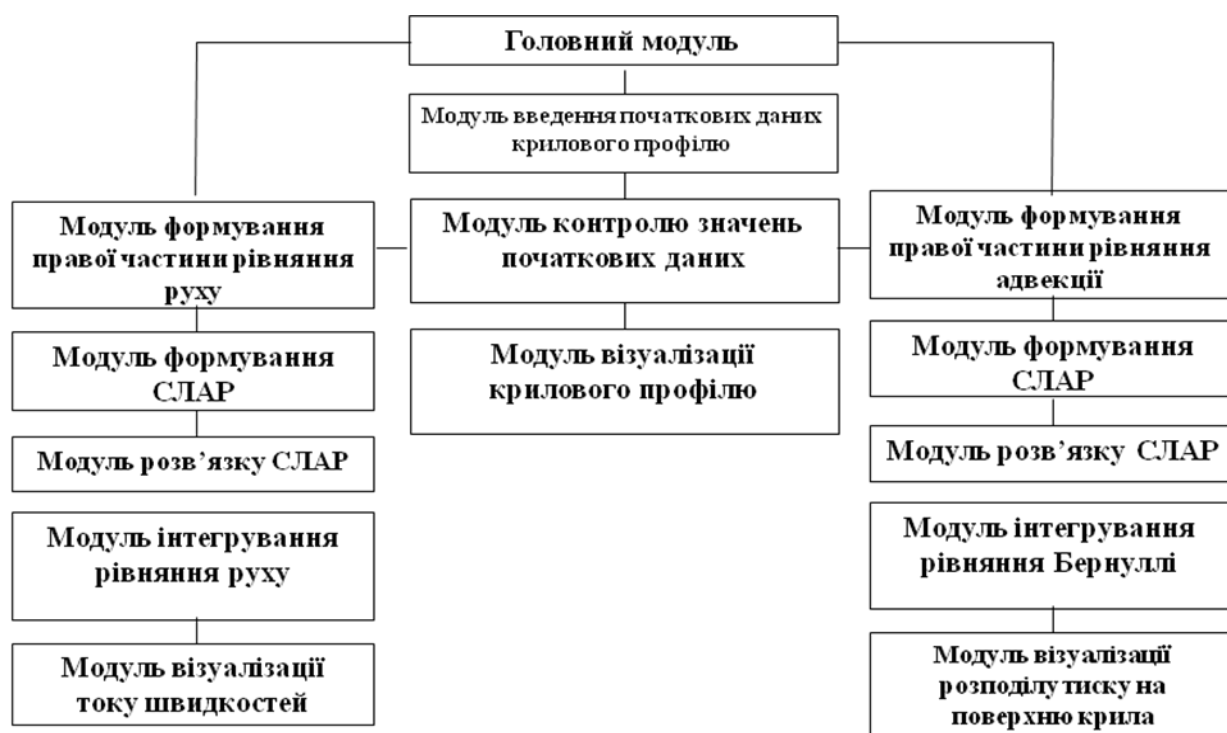 Головний модуль
Модуль введення початкових даних
крилового профілю
Модуль формування
правої частини рівняння
руху
Модуль контролю значень
початкових даних
Модуль формування
правої частини рівняння
адвекції
Модуль формування
СЛАР
Модуль візуалізації
крилового профілю
Модуль формування
СЛАР
Модуль розв’язку СЛАР
Модуль розв’язку СЛАР
Модуль інтегрування
рівняння руху
Модуль інтегрування
рівняння Бернуллі
Модуль візуалізації
току швидкостей
Модуль візуалізації
розподілу тиску на
поверхню крила